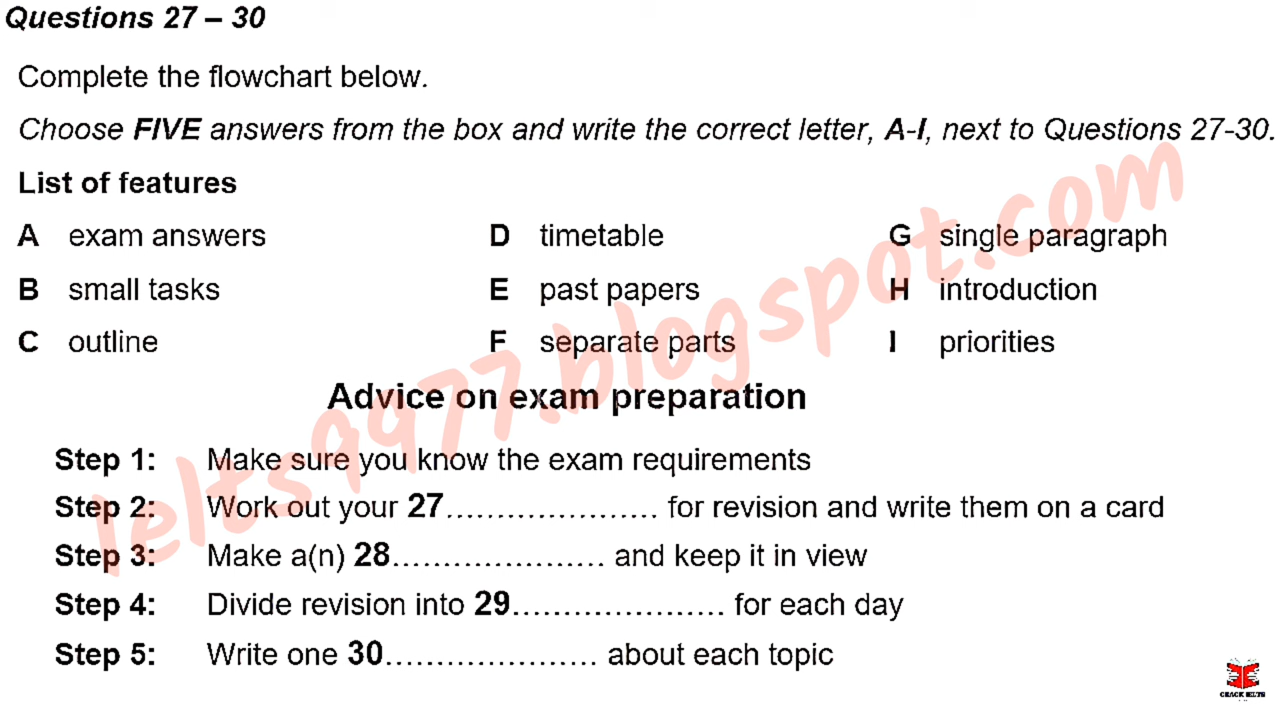 Questions 27 – 30
Complete the flowchart below.
Choose FIVE answers from the box and write the correct letter, A-I, next to Questions 27-30.
List of features
A exam answers D timetable G single paragraph
B small tasks E past papers H introduction
C outline F separate parts I priorities
Advice on exam preparation
Step 1: Make sure you know the exam requirements
Step 2: Work out your 27..................... for revision and write them on a card
Step 3: Make a(n) 28..................... and keep it in view
Step 4: Divide revision into 29..................... for each day
Step 5: Write one 30..................... about each topic
Ielts9977.blogspot.com
CRACK IELTS